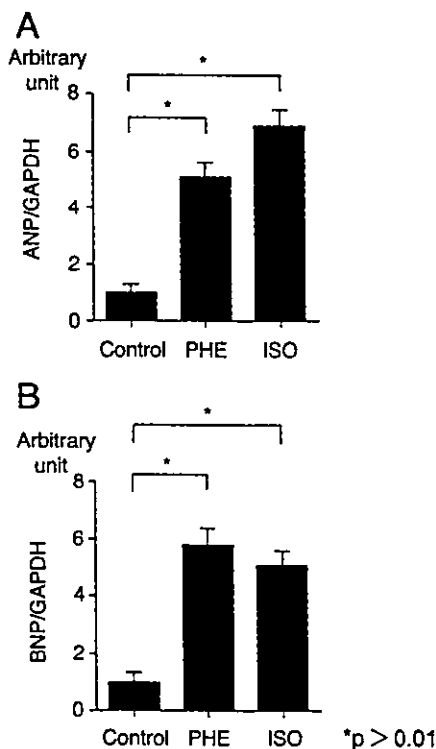 A
Arbitrary
unit
*
*
8
6
4
2
0
ANP/GAPDH
Control PHE ISO
B
Arbitrary
unit
*
*
8
6
4
2
0
BNP/GAPDH
Control PHE ISO *p > 0.01